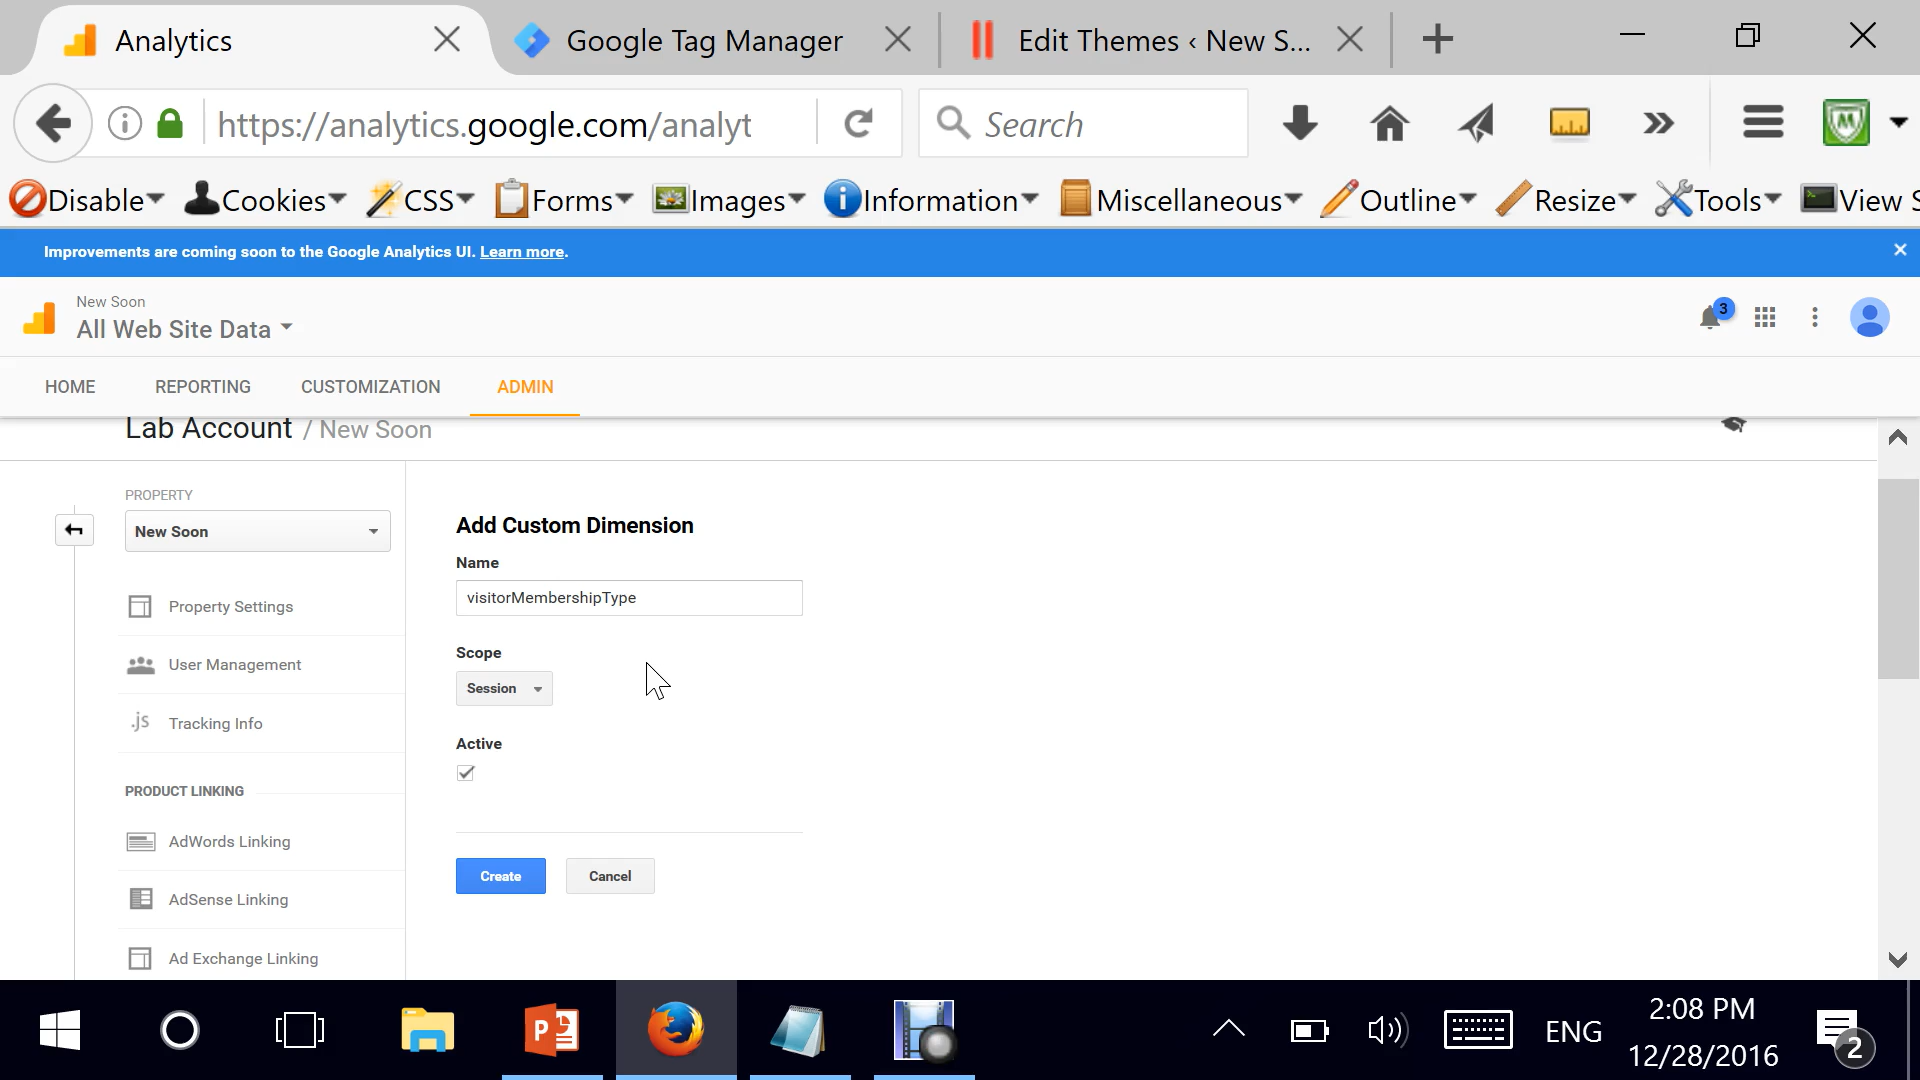 Analytics
Google Tag Manager
Edit Themes ‹ New S...
https://analytics.google.com/analyt
Search
Disable
Cookies
CSS
Forms
Images
Information
Miscellaneous
Outline
Resize
Tools
View S
Improvements are coming soon to the Google Analytics UI. Learn more.
New Soon
All Web Site Data
3
HOME
REPORTING
CUSTOMIZATION
ADMIN
Lab Account / New Soon
PROPERTY
New Soon
Property Settings
User Management
.js
Tracking Info
PRODUCT LINKING
AdWords Linking
AdSense Linking
Ad Exchange Linking
Add Custom Dimension
Name
visitorMembershipType
Scope
Session
Active
Create
Cancel
ENG
2:08 PM
12/28/2016
2